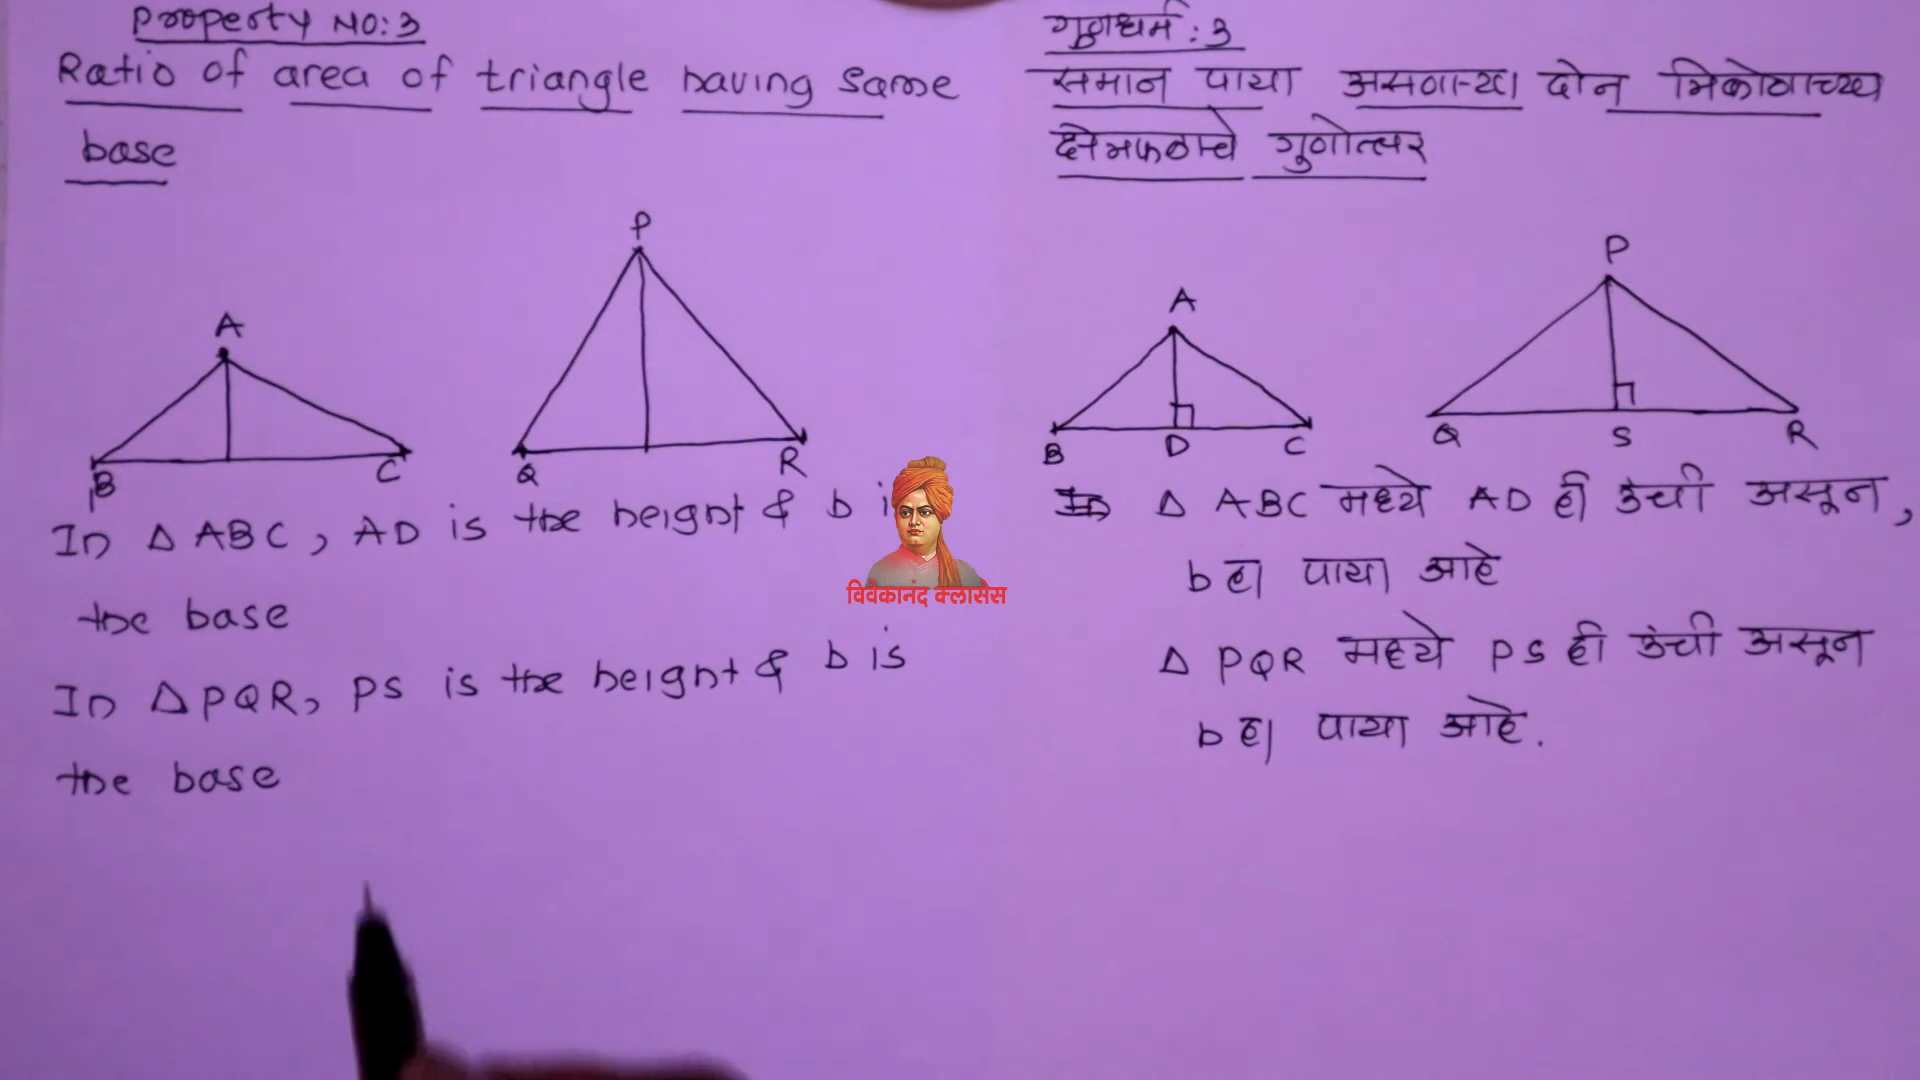 Property NO:3
Ratio of area of triangle having same
base
P
A
B
C
Q
R
In Δ ABC, AD is the height & b i
the base
In Δ PQR, PS is the height & b is
the base
गुणधर्म : 3
समान पाया असणाऱ्या दोन त्रिकोणाच्या
क्षेत्रफळाचे गुणोत्तर
P
A
B
D
C
Q
S
R
Δ ABC मध्ये AD ही उंची असून,
b हा पाया आहे
Δ PQR मध्ये PS ही उंची असून
b हा पाया आहे.
विवेकानंद क्लासेस